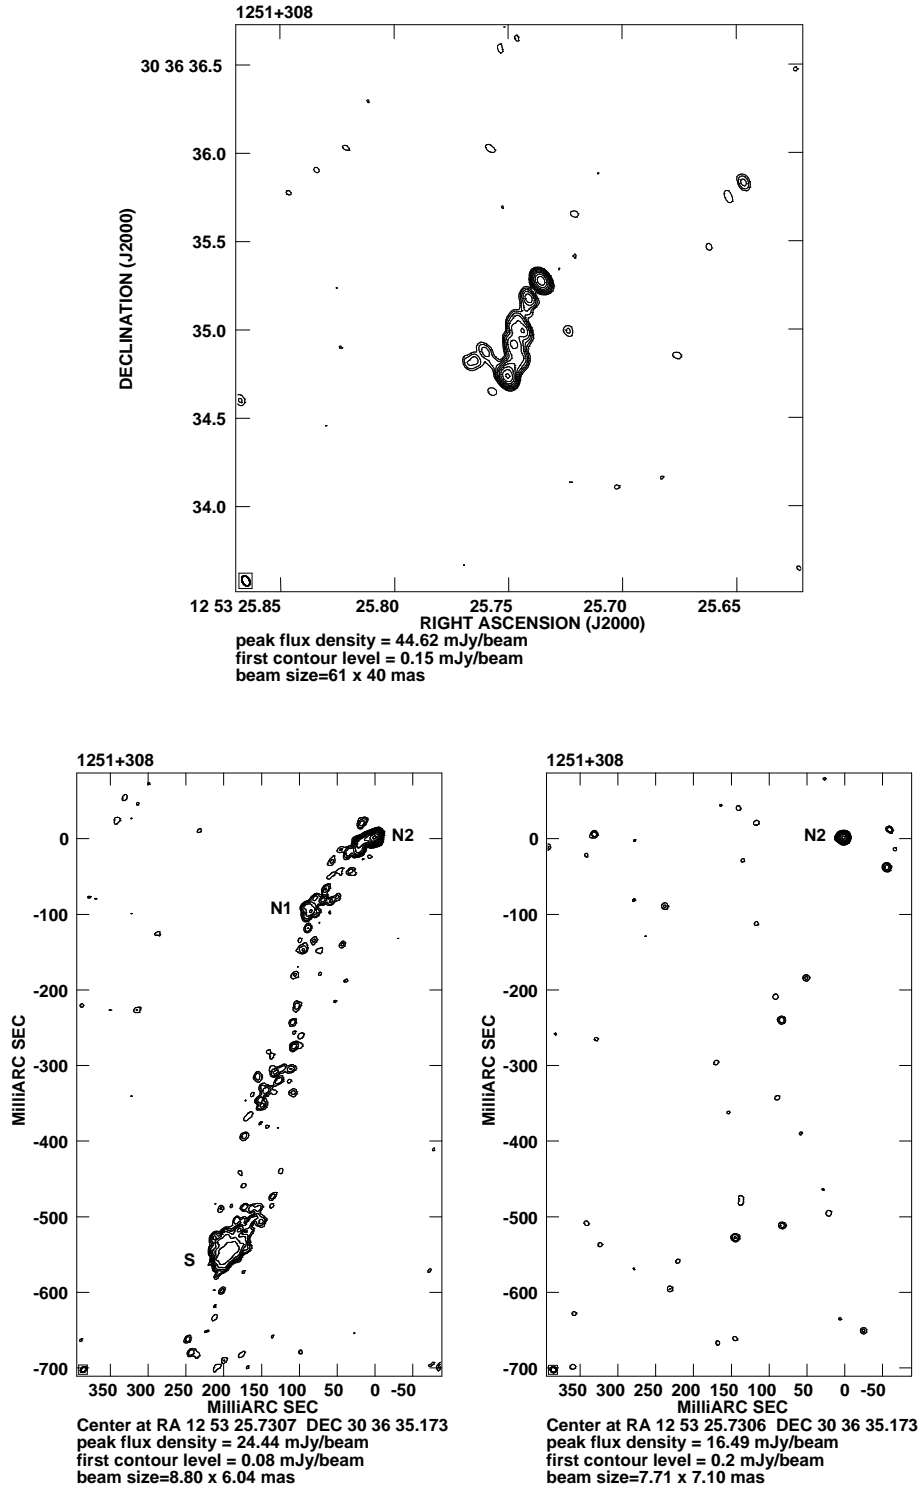 1251+308
30 36 36.5
36.0
35.5
35.0
34.5
34.0
DECLINATION (J2000)
12 53 25.85 25.80 25.75 25.70 25.65
RIGHT ASCENSION (J2000)
peak flux density = 44.62 mJy/beam
first contour level = 0.15 mJy/beam
beam size=61 x 40 mas
1251+308
0
-100
-200
-300
-400
-500
-600
-700
MilliARC SEC
N2
N1
S
350 300 250 200 150 100 50 0 -50
MilliARC SEC
Center at RA 12 53 25.7307 DEC 30 36 35.173
peak flux density = 24.44 mJy/beam
first contour level = 0.08 mJy/beam
beam size=8.80 x 6.04 mas
1251+308
0
-100
-200
-300
-400
-500
-600
-700
MilliARC SEC
N2
350 300 250 200 150 100 50 0 -50
MilliARC SEC
Center at RA 12 53 25.7306 DEC 30 36 35.173
peak flux density = 16.49 mJy/beam
first contour level = 0.2 mJy/beam
beam size=7.71 x 7.10 mas